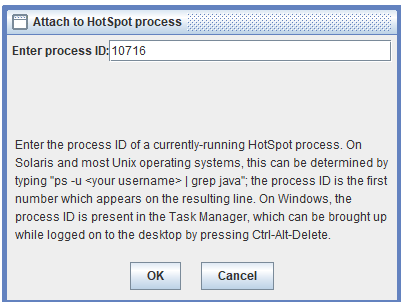 Attach to HotSpot process
Enter process ID: 10716
Enter the process ID of a currently-running HotSpot process. On
Solaris and most Unix operating systems, this can be determined by
typing "ps -u <your username> | grep java"; the process ID is the first
number which appears on the resulting line. On Windows, the
process ID is present in the Task Manager, which can be brought up
while logged on to the desktop by pressing Ctrl-Alt-Delete.
OK Cancel